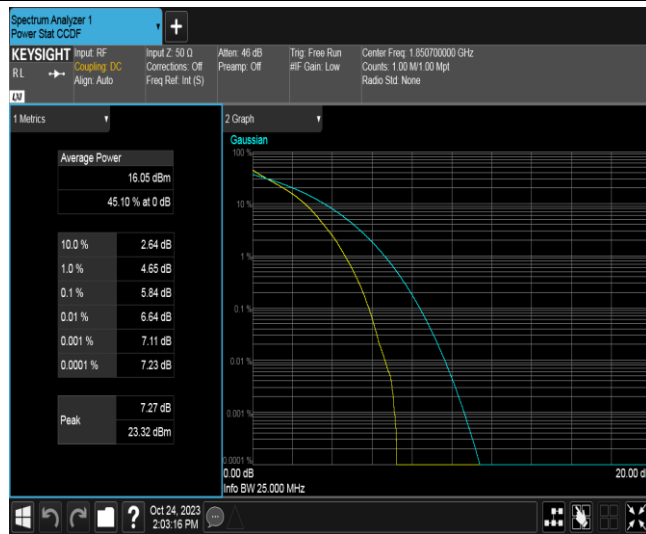 Spectrum Analyzer 1
Power Stat CCDF
+
KEYSIGHT
RL
LXI
Input: RF
Coupling: DC
Align: Auto
Input Z: 50 Ω
Corrections: Off
Freq Ref: Int (S)
Atten: 46 dB
Preamp: Off
Trig: Free Run
#IF Gain: Low
Center Freq: 1.850700000 GHz
Counts: 1.00 M/1.00 Mpt
Radio Std: None
1 Metrics
Average Power
16.05 dBm
45.10 % at 0 dB
10.0 % 2.64 dB
1.0 % 4.65 dB
0.1 % 5.84 dB
0.01 % 6.64 dB
0.001 % 7.11 dB
0.0001 % 7.23 dB
Peak
7.27 dB
23.32 dBm
2 Graph
Gaussian
100 %
10 %
1 %
0.1 %
0.01 %
0.001 %
0.0001 %
0.00 dB
20.00 d
Info BW 25.000 MHz
?
Oct 24, 2023
2:03:16 PM